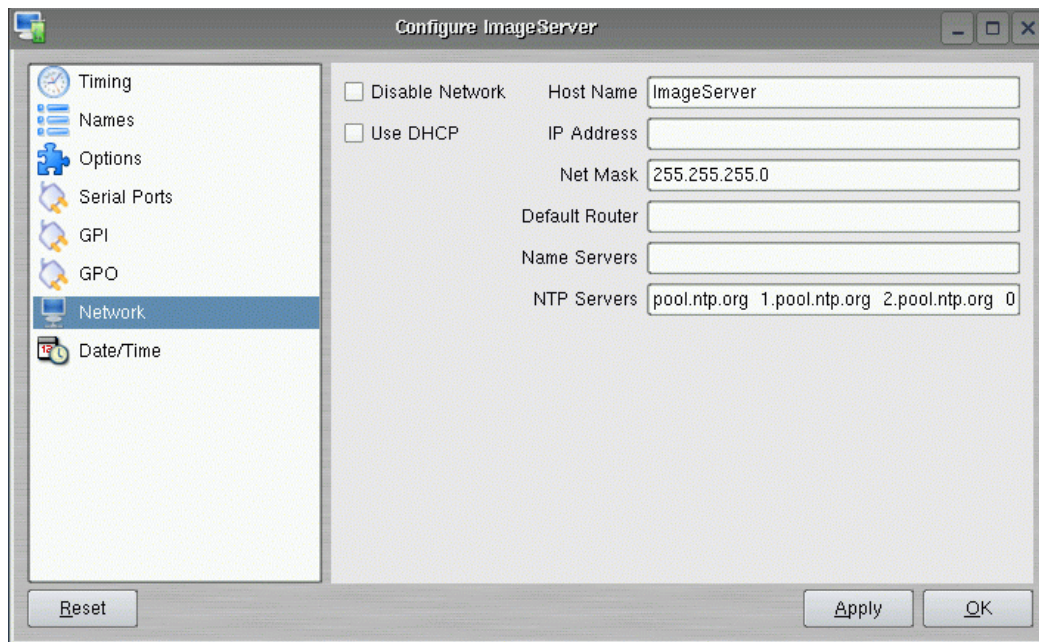 Configure ImageServer
Timing
Names
Options
Serial Ports
GPI
GPO
Network
Date/Time
Disable Network
Host Name ImageServer
Use DHCP
IP Address
Net Mask 255.255.255.0
Default Router
Name Servers
NTP Servers pool.ntp.org 1.pool.ntp.org 2.pool.ntp.org 0
Reset
Apply
OK